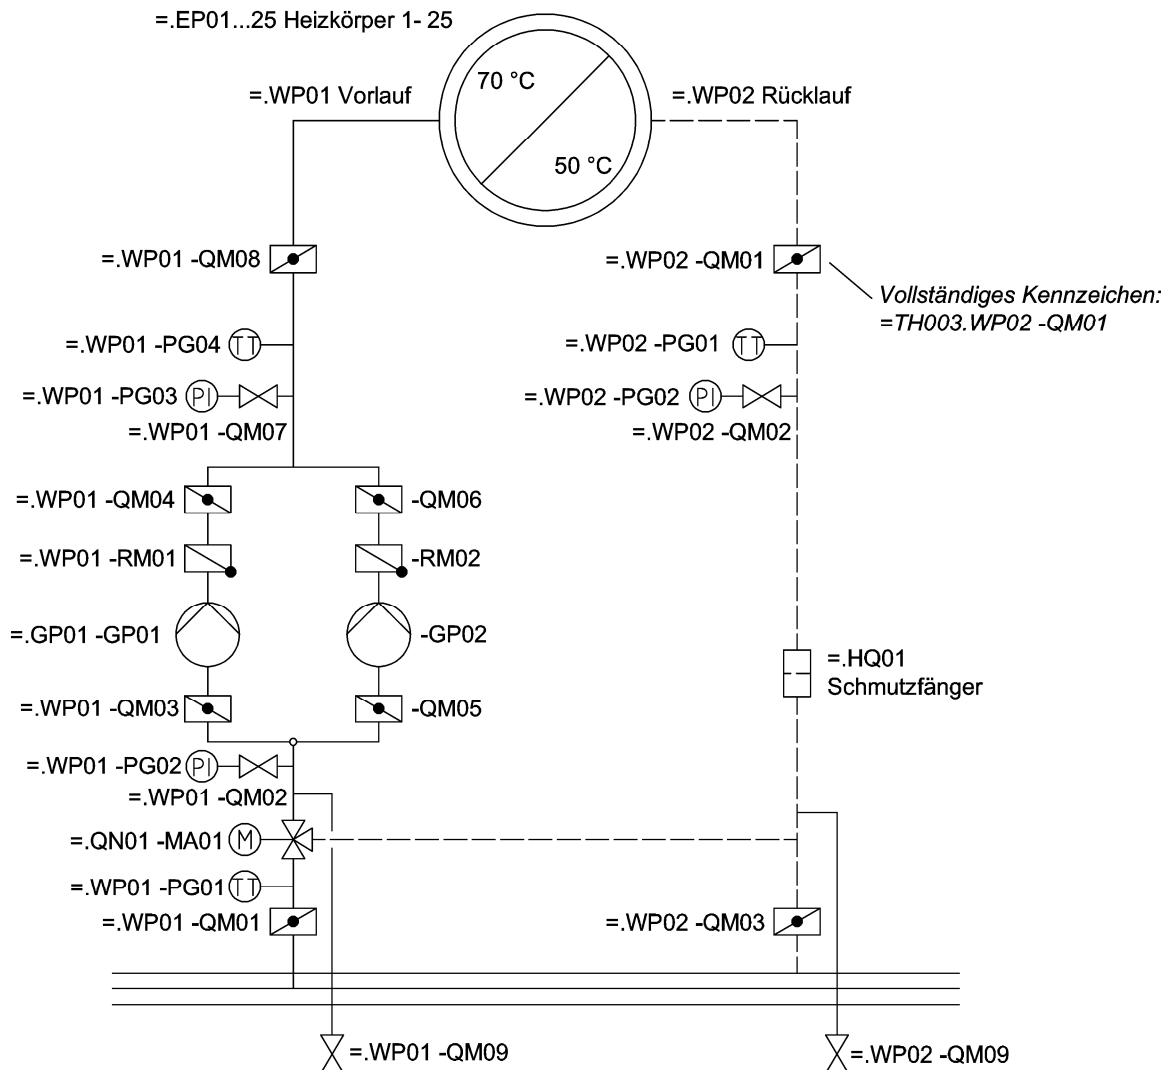 =.EP01...25 Heizkörper 1- 25
70 °C
=.WP01 Vorlauf
=.WP02 Rücklauf
50 °C
=.WP01 -QM08
=.WP02 -QM01
Vollständiges Kennzeichen:
=TH003.WP02 -QM01
=.WP01 -PG04 TT
=.WP02 -PG01 TT
=.WP01 -PG03 PI
=.WP02 -PG02 PI
=.WP01 -QM07
=.WP02 -QM02
=.WP01 -QM04
-QM06
=.WP01 -RM01
-RM02
=.GP01 -GP01
-GP02
=.HQ01
Schmutzfänger
=.WP01 -QM03
-QM05
=.WP01 -PG02 PI
=.WP01 -QM02
=.QN01 -MA01 M
=.WP01 -PG01 TT
=.WP01 -QM01
=.WP02 -QM03
=.WP01 -QM09
=.WP02 -QM09